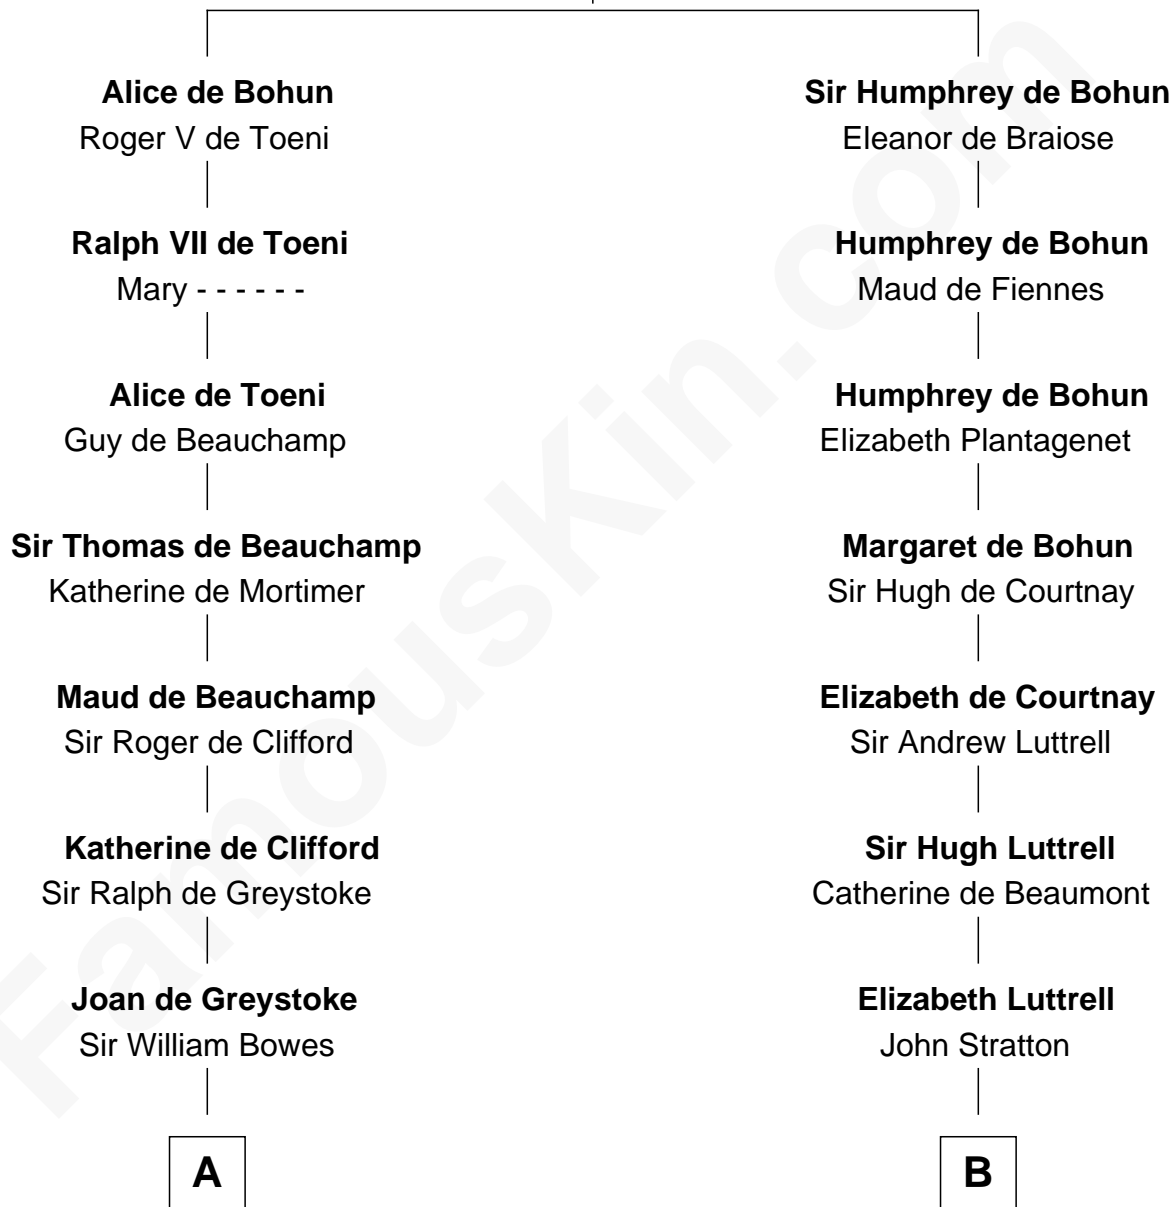 Alice de Bohun
Roger V de Toeni
Ralph VII de Toeni
Mary - - - - - -
Alice de Toeni
Guy de Beauchamp
Sir Thomas de Beauchamp
Katherine de Mortimer
Maud de Beauchamp
Sir Roger de Clifford
Katherine de Clifford
Sir Ralph de Greystoke
Joan de Greystoke
Sir William Bowes
A
Sir Humphrey de Bohun
Eleanor de Braiose
Humphrey de Bohun
Maud de Fiennes
Humphrey de Bohun
Elizabeth Plantagenet
Margaret de Bohun
Sir Hugh de Courtnay
Elizabeth de Courtnay
Sir Andrew Luttrell
Sir Hugh Luttrell
Catherine de Beaumont
Elizabeth Luttrell
John Stratton
B
FamousKin.com